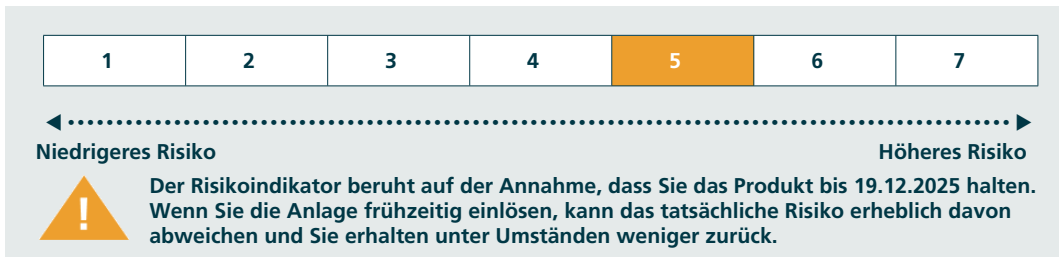 1 2 3 4 5 6 7
Niedrigeres Risiko Höheres Risiko
Der Risikoindikator beruht auf der Annahme, dass Sie das Produkt bis 19.12.2025 halten.
Wenn Sie die Anlage frühzeitig einlösen, kann das tatsächliche Risiko erheblich davon
abweichen und Sie erhalten unter Umständen weniger zurück.